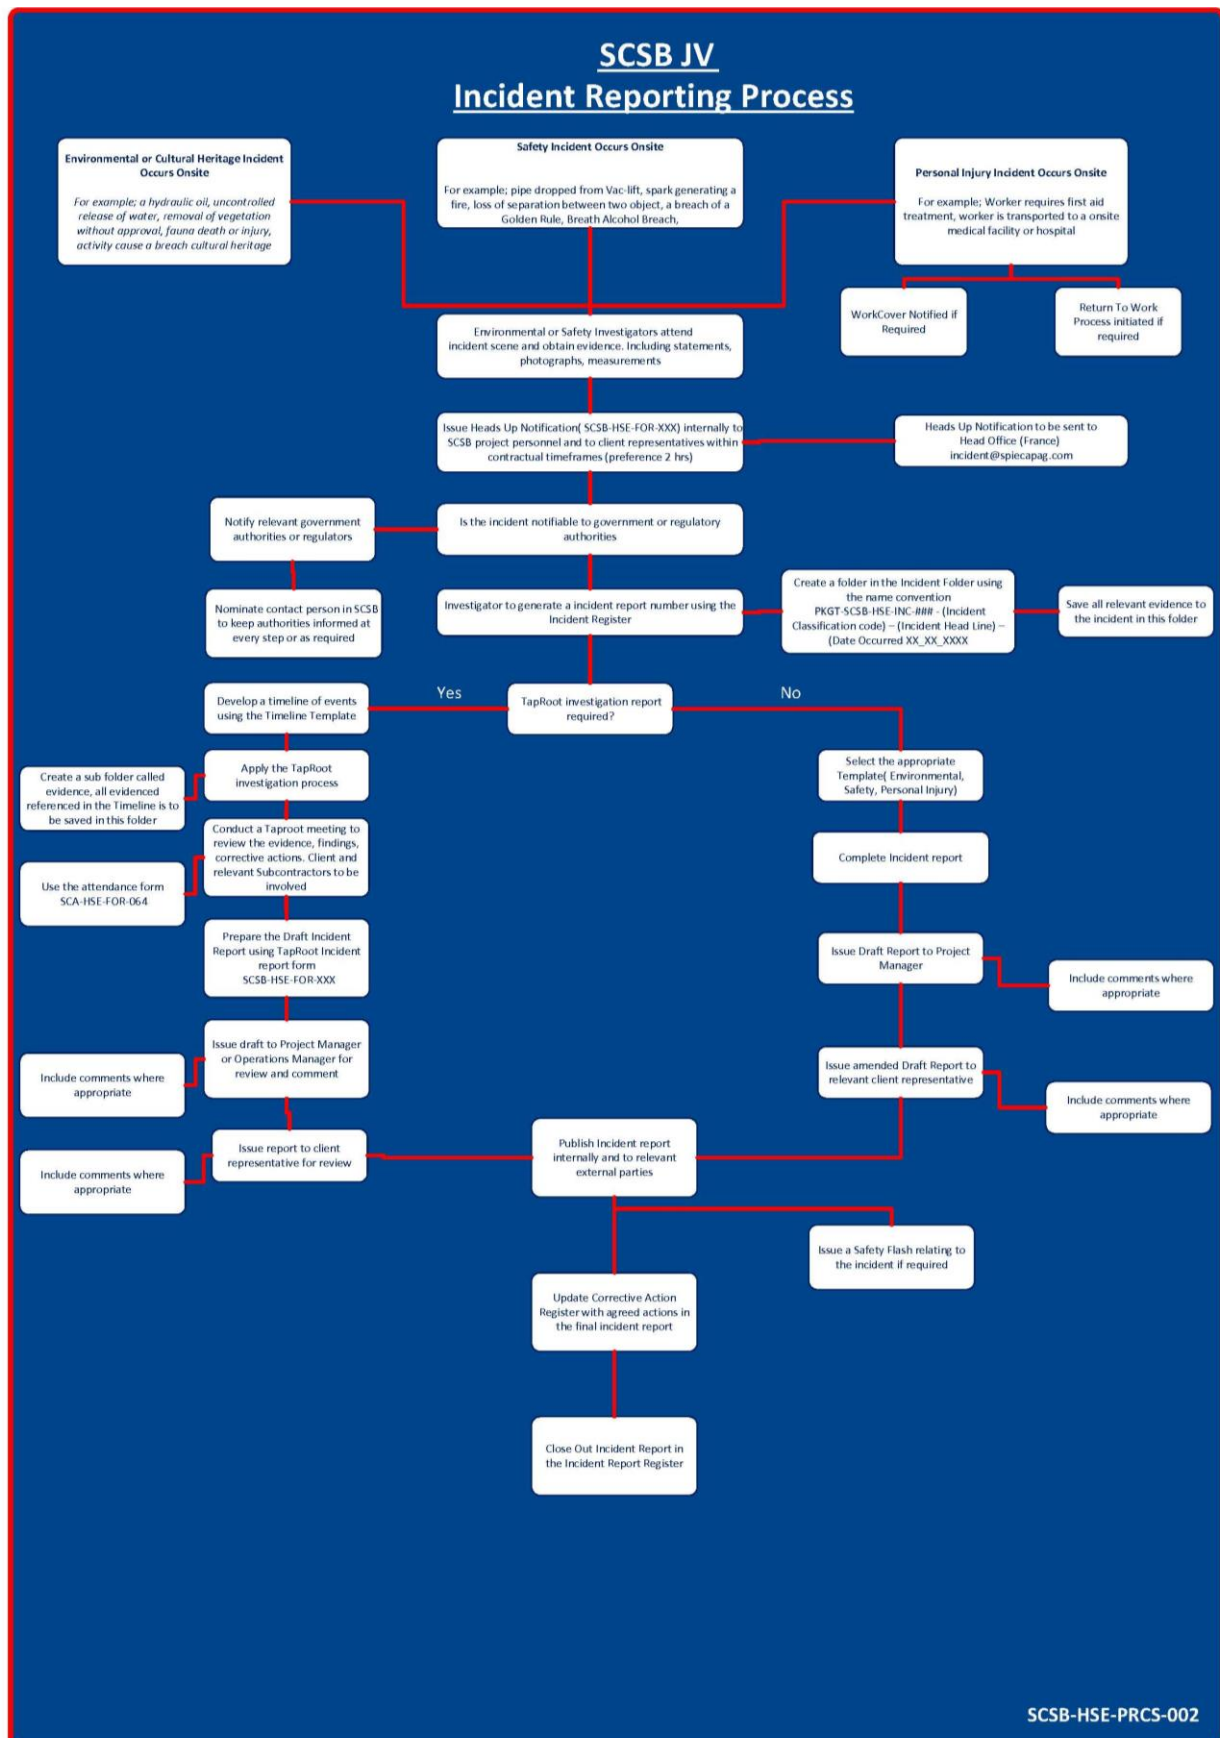 SCSB JV
Incident Reporting Process
Environmental or Cultural Heritage Incident
Occurs Onsite
For example; a hydraulic oil, uncontrolled
release of water, removal of vegetation
without approval, fauna death or injury,
activity cause a breach cultural heritage
Safety Incident Occurs Onsite
For example; pipe dropped from Vac-lift, spark generating a
fire, loss of separation between two object, a breach of a
Golden Rule, Breath Alcohol Breach,
Personal Injury Incident Occurs Onsite
For example; Worker requires first aid
treatment, worker is transported to a onsite
medical facility or hospital
WorkCover Notified if
Required
Return To Work
Process initiated if
required
Environmental or Safety Investigators attend
incident scene and obtain evidence. Including statements,
photographs, measurements
Issue Heads Up Notification( SCSB-HSE-FOR-XXX) internally to
SCSB project personnel and to client representatives within
contractual timeframes (preference 2 hrs)
Heads Up Notification to be sent to
Head Office (France)
incident@spiecapag.com
Notify relevant government
authorities or regulators
Is the incident notifiable to government or regulatory
authorities
Nominate contact person in SCSB
to keep authorities informed at
every step or as required
Investigator to generate a incident report number using the
Incident Register
Create a folder in the Incident Folder using
the name convention
PKGT-SCSB-HSE-INC-### - (Incident
Classification code) – (Incident Head Line) –
(Date Occurred XX_XX_XXXX
Save all relevant evidence to
the incident in this folder
Develop a timeline of events
using the Timeline Template
Yes
TapRoot investigation report
required?
No
Apply the TapRoot
investigation process
Create a sub folder called
evidence, all evidenced
referenced in the Timeline is to
be saved in this folder
Select the appropriate
Template( Environmental,
Safety, Personal Injury)
Conduct a Taproot meeting to
review the evidence, findings,
corrective actions. Client and
relevant Subcontractors to be
involved
Complete Incident report
Use the attendance form
SCA-HSE-FOR-064
Prepare the Draft Incident
Report using TapRoot Incident
report form
SCSB-HSE-FOR-XXX
Issue Draft Report to Project
Manager
Include comments where
appropriate
Issue draft to Project Manager
or Operations Manager for
review and comment
Include comments where
appropriate
Issue amended Draft Report to
relevant client representative
Include comments where
appropriate
Issue report to client
representative for review
Include comments where
appropriate
Publish Incident report
internally and to relevant
external parties
Issue a Safety Flash relating to
the incident if required
Update Corrective Action
Register with agreed actions in
the final incident report
Close Out Incident Report in
the Incident Report Register
SCSB-HSE-PRCS-002